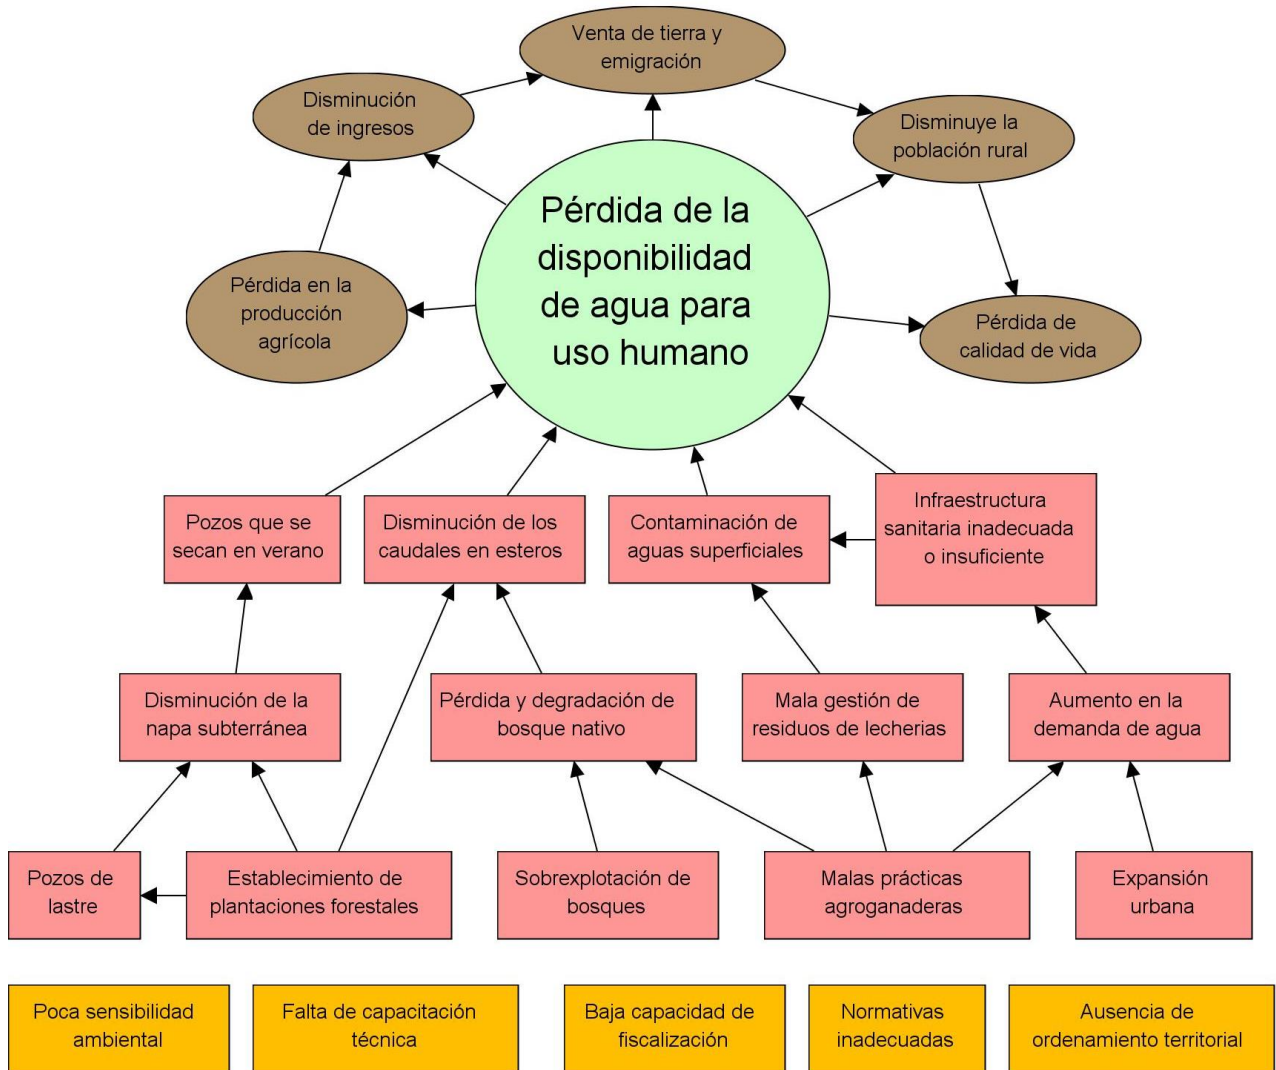 Venta de tierra y
emigración
Disminución
de ingresos
Disminuye la
población rural
Pérdida de la
disponibilidad
de agua para
uso humano
Pérdida en la
producción
agrícola
Pérdida de
calidad de vida
Pozos que se
secan en verano
Disminución de los
caudales en esteros
Contaminación de
aguas superficiales
Infraestructura
sanitaria inadecuada
o insuficiente
Disminución de la
napa subterránea
Pérdida y degradación de
bosque nativo
Mala gestión de
residuos de lecherias
Aumento en la
demanda de agua
Pozos de
lastre
Establecimiento de
plantaciones forestales
Sobrexplotación de
bosques
Malas prácticas
agroganaderas
Expansión
urbana
Poca sensibilidad
ambiental
Falta de capacitación
técnica
Baja capacidad de
fiscalización
Normativas
inadecuadas
Ausencia de
ordenamiento territorial